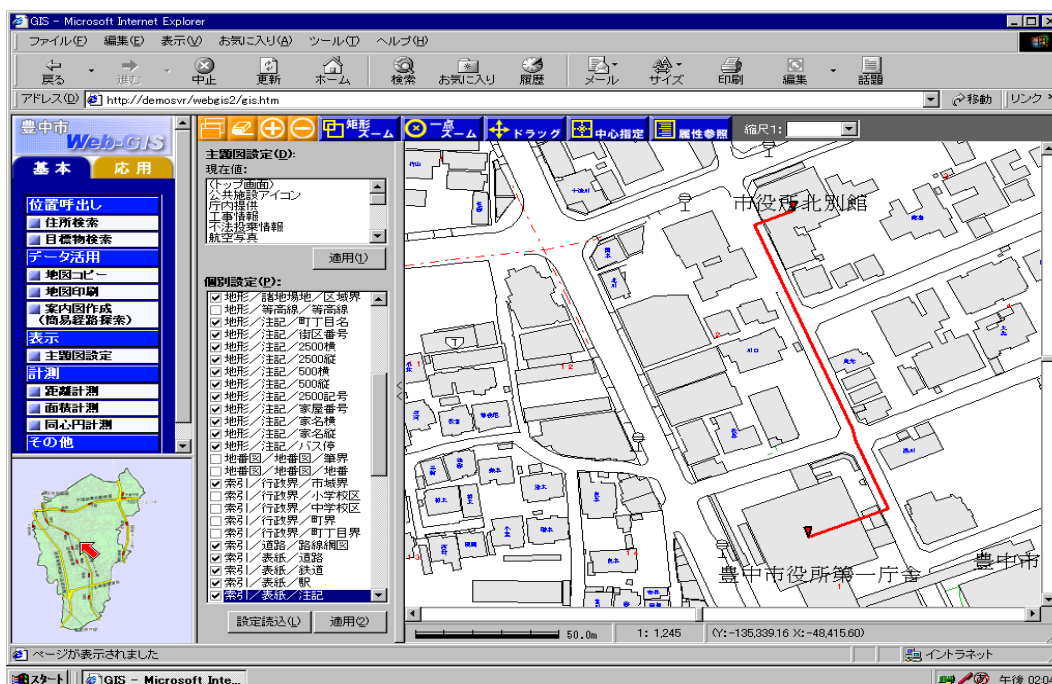 GIS - Microsoft Internet Explorer
ファイル(F) 編集(E) 表示(V) お気に入り(A) ツール(T) ヘルプ(H)
戻る 進む 中止 更新 ホーム 検索 お気に入り 履歴 メール サイズ 印刷 編集 話題
アドレス(D) http://demosvr/webgis2/gis.htm 移動 リンク »
豊中市
Web-GIS
基本 応用
位置呼出し
住所検索
目標物検索
データ活用
地図コピー
地図印刷
案内図作成
(簡易経路探索)
表示
主題図設定
計測
距離計測
面積計測
同心円計測
その他
矩形ズーム 一点ズーム ドラッグ 中心指定 属性参照 縮尺1:
主題図設定(D):
現在値:
(トップ画面)
公共施設アイコン
庁内提供
工事情報
不法投棄情報
航空写真
適用(1)
個別設定(P):
地形/諸地場地/区域界
地形/等高線/等高線
地形/注記/町丁目名
地形/注記/街区番号
地形/注記/2500横
地形/注記/2500縦
地形/注記/500横
地形/注記/500縦
地形/注記/2500記号
地形/注記/家屋番号
地形/注記/家名横
地形/注記/家名縦
地形/注記/バス停
地番図/地番図/筆界
地番図/地番図/地番
索引/行政界/市域界
索引/行政界/小学校区
索引/行政界/中学校区
索引/行政界/町界
索引/行政界/町丁目界
索引/道路/路線網図
索引/表紙/道路
索引/表紙/鉄道
索引/表紙/駅
索引/表紙/注記
設定読込(L) 適用(2)
市役所北別館
豊中市役所第一庁舎
豊中市
50.0m 1: 1,245 (Y:-135,339.16 X:-48,415.60)
ページが表示されました イントラネット
スタート GIS - Microsoft Inte... 午後 02:04